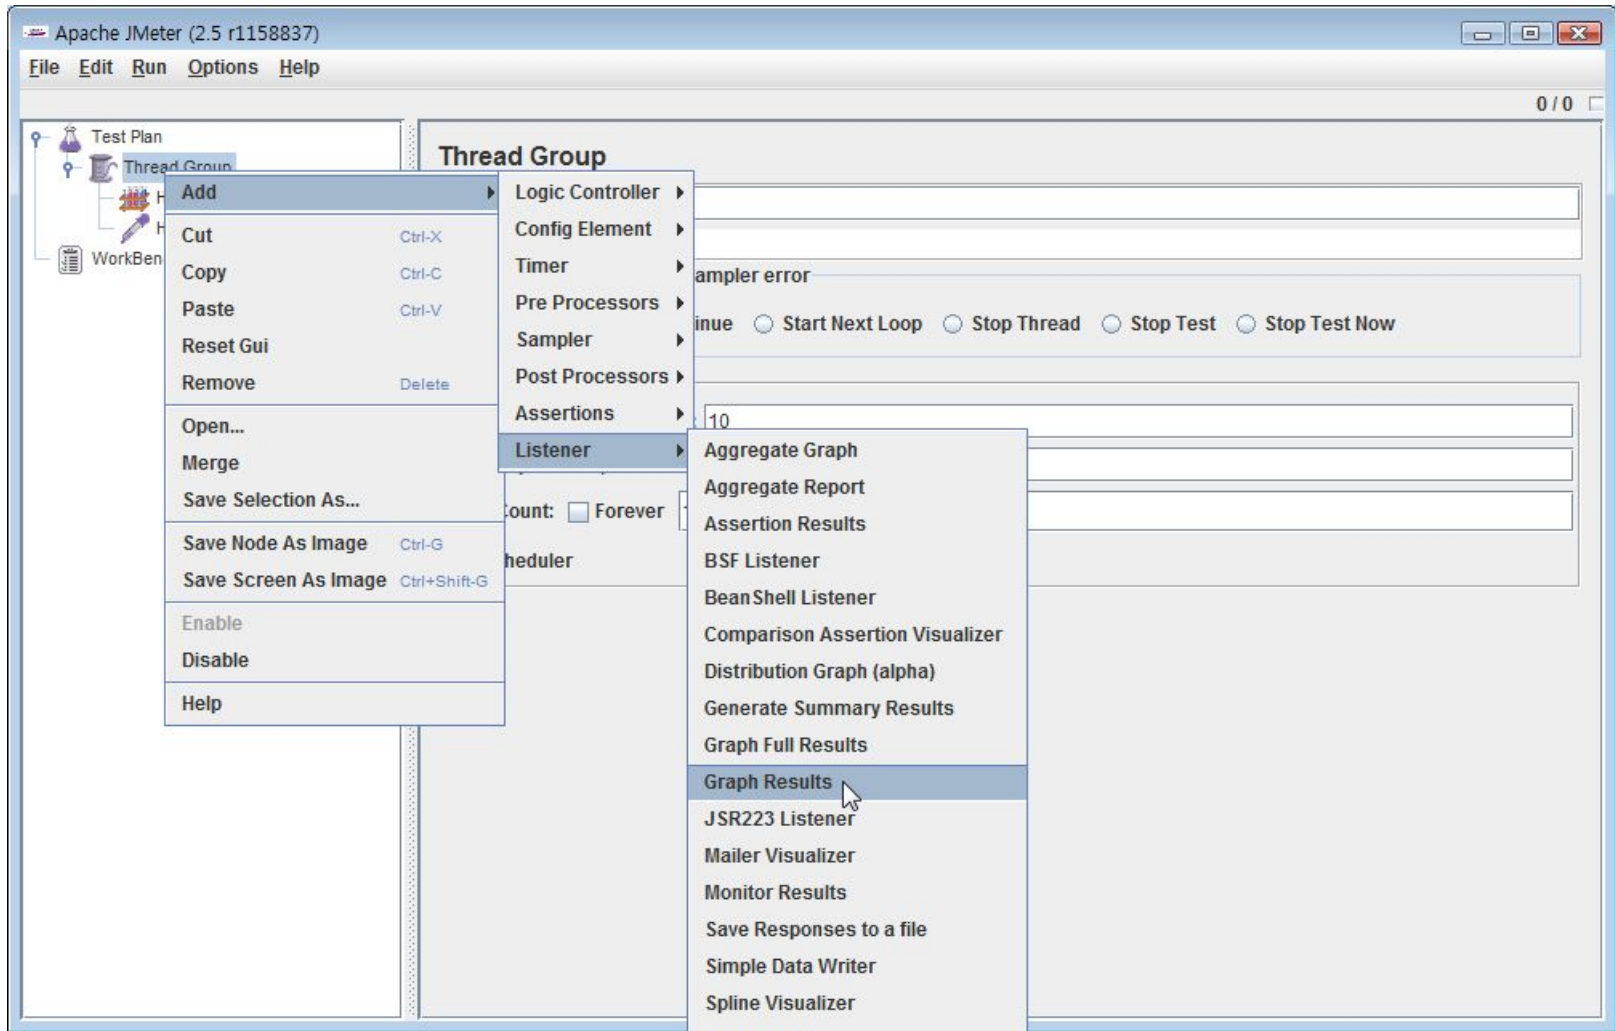 Apache JMeter (2.5 r1158837)
File Edit Run Options Help
0 / 0
Test Plan
Thread Group
WorkBen
Thread Group
Add
Cut Ctrl-X
Copy Ctrl-C
Paste Ctrl-V
Reset Gui
Remove Delete
Open...
Merge
Save Selection As...
Save Node As Image Ctrl-G
Save Screen As Image Ctrl+Shift-G
Enable
Disable
Help
Logic Controller
Config Element
Timer
Pre Processors
Sampler
Post Processors
Assertions
Listener
ampler error
inue Start Next Loop Stop Thread Stop Test Stop Test Now
10
ount: Forever
heduler
Aggregate Graph
Aggregate Report
Assertion Results
BSF Listener
BeanShell Listener
Comparison Assertion Visualizer
Distribution Graph (alpha)
Generate Summary Results
Graph Full Results
Graph Results
JSR223 Listener
Mailer Visualizer
Monitor Results
Save Responses to a file
Simple Data Writer
Spline Visualizer